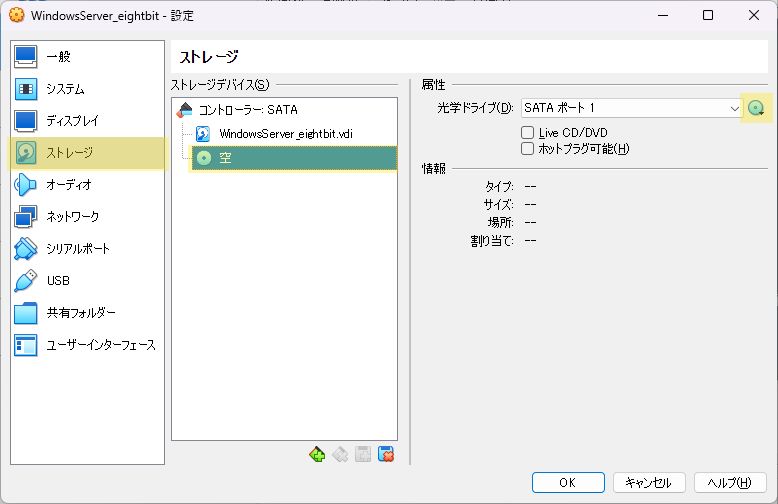 WindowsServer_eightbit - 設定
一般
システム
ディスプレイ
ストレージ
オーディオ
ネットワーク
シリアルポート
USB
共有フォルダー
ユーザーインターフェース
ストレージ
ストレージデバイス(S)
コントローラー: SATA
WindowsServer_eightbit.vdi
空
属性
光学ドライブ(D): SATA ポート 1
Live CD/DVD
ホットプラグ可能(H)
情報
タイプ: --
サイズ: --
場所: --
割り当て: --
OK キャンセル ヘルプ(H)